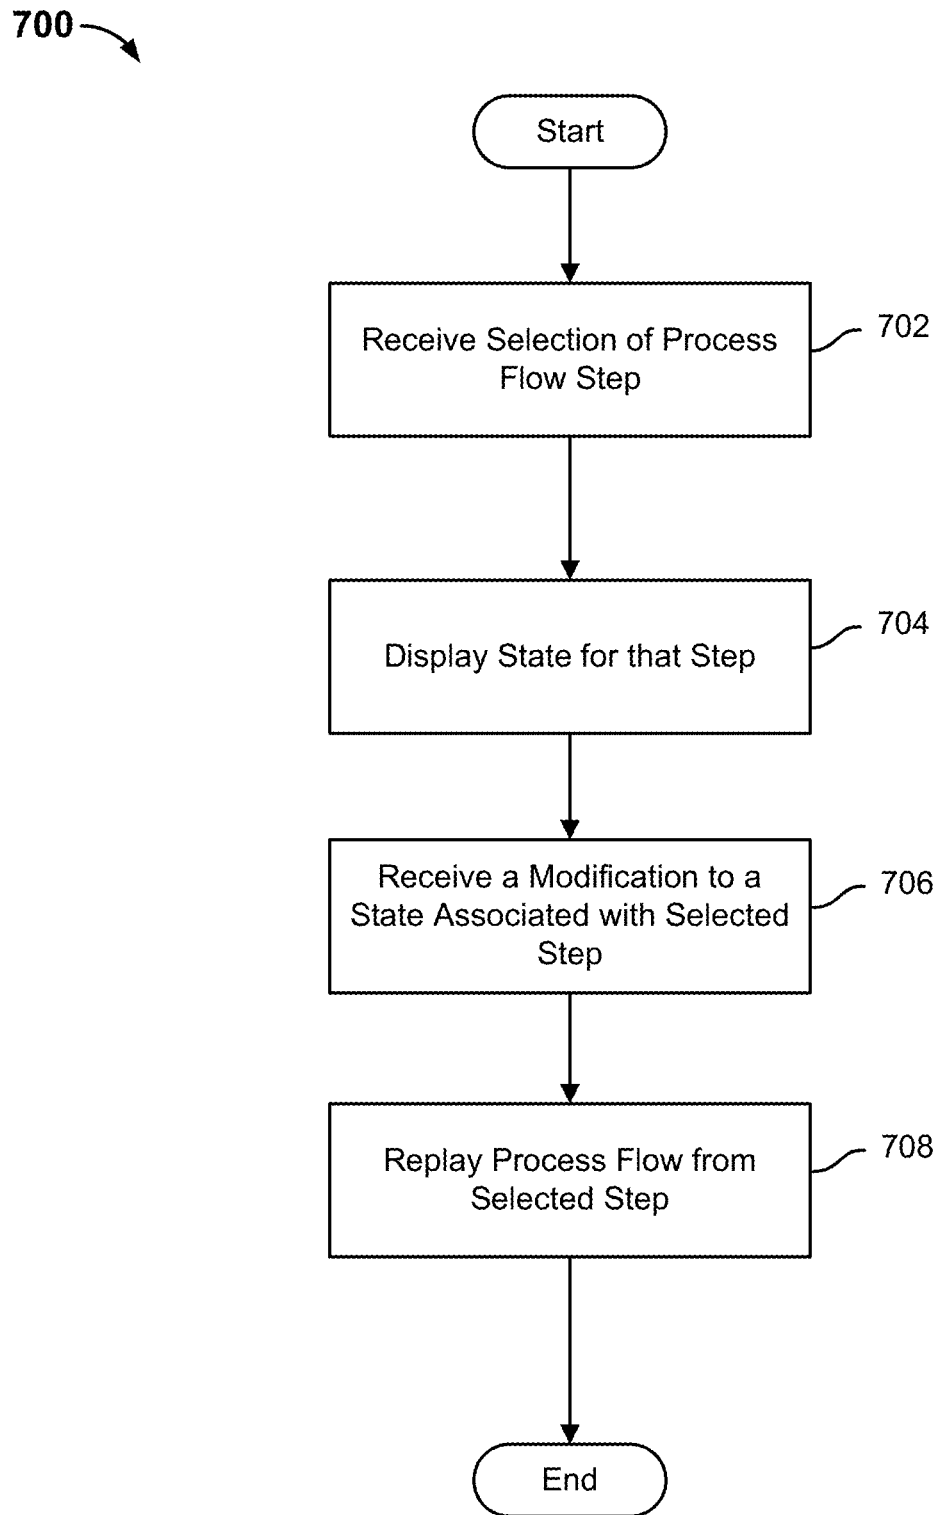 700
Start
Receive Selection of Process
Flow Step
702
Display State for that Step
704
Receive a Modification to a
State Associated with Selected
Step
706
Replay Process Flow from
Selected Step
708
End